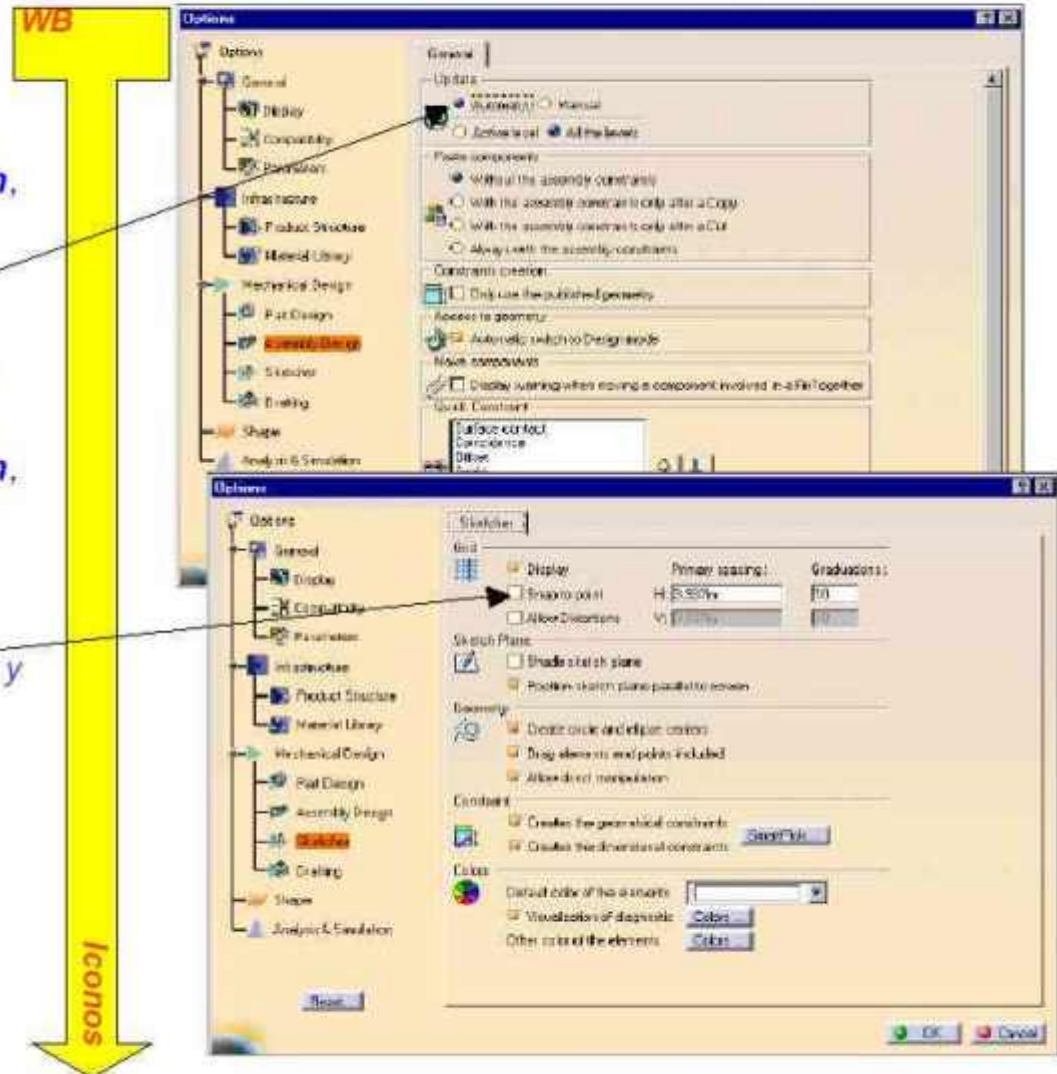 WB
Options
Options
General
Display
Compatibility
Parameters
Infrastructure
Product Structure
Material Library
Mechanical Design
Part Design
Assembly Design
Sketcher
Drafting
Shape
Analysis & Simulation
General
Update
Automatic Manual
Active level All the levels
Paste components
Without the assembly constraints
With the assembly constraints only after a Copy
With the assembly constraints only after a Cut
Always with the assembly constraints
Constraints creation
Only use the published geometry
Access to geometry
Automatic switch to Design mode
Move components
Display warning when moving a component involved in a FixTogether
Quick Constraint
Surface contact
Coincidence
Offset
n,
n,
y
Options
Options
General
Display
Compatibility
Parameters
Infrastructure
Product Structure
Material Library
Mechanical Design
Part Design
Assembly Design
Sketcher
Drafting
Shape
Analysis & Simulation
Reset...
Sketcher
Grid
Display Primary spacing: Graduations:
Snap to point H: 10
Allow Distortions V:
Sketch Plane
Shade sketch plane
Position sketch plane parallel to screen
Geometry
Create circle and ellipse centers
Drag elements end points included
Allow direct manipulation
Constraint
Creates the geometrical constraints
Creates the dimensional constraints SmartPick...
Colors
Default color of the elements
Visualization of diagnostic Colors...
Other color of the elements Colors...
OK Cancel
Iconos